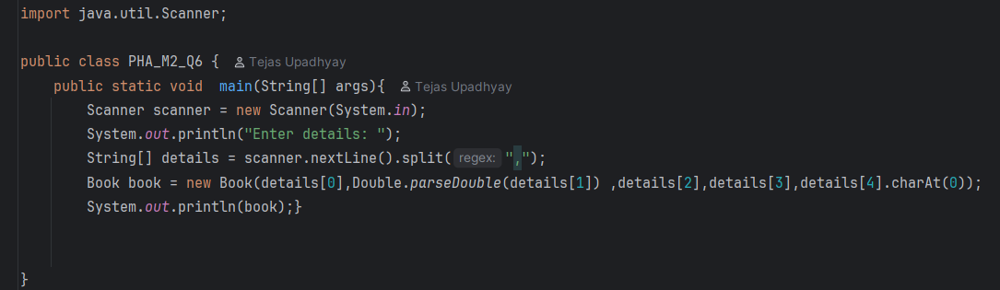 import java.util.Scanner;
public class PHA_M2_Q6 { Tejas Upadhyay
public static void  main(String[] args){ Tejas Upadhyay
Scanner scanner = new Scanner(System.in);
System.out.println("Enter details: ");
String[] details = scanner.nextLine().split( regex: ",");
Book book = new Book(details[0],Double.parseDouble(details[1]) ,details[2],details[3],details[4].charAt(0));
System.out.println(book);}
}